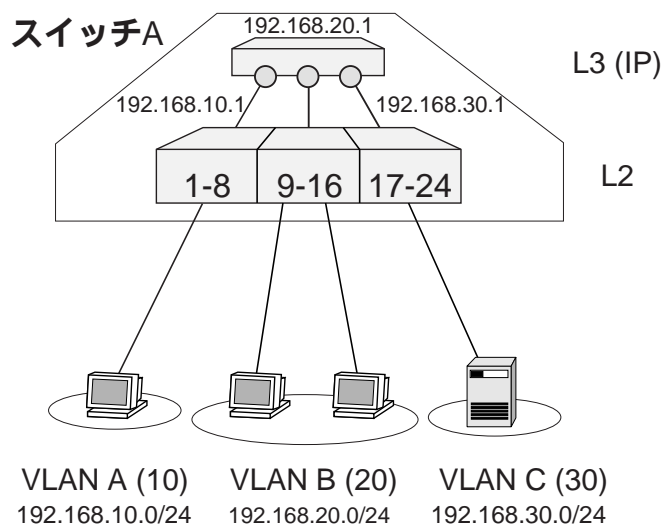 スイッチA
192.168.20.1
L3 (IP)
192.168.10.1
192.168.30.1
1-8
9-16
17-24
L2
VLAN A (10)
VLAN B (20)
VLAN C (30)
192.168.10.0/24
192.168.20.0/24
192.168.30.0/24